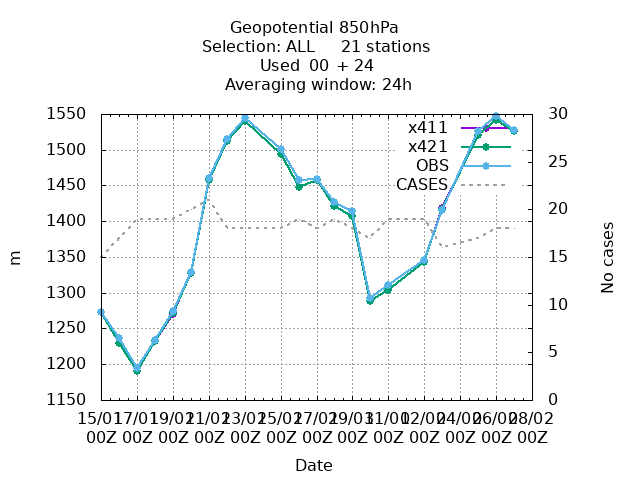 Geopotential 850hPa
Selection: ALL 21 stations
Used 00 + 24
Averaging window: 24h
1550
1500
1450
1400
1350
1300
1250
1200
1150
m
30
25
20
15
10
5
0
No cases
x411
x421
OBS
CASES
15/01 17/01 19/01 21/01 23/01 25/01 27/01 29/01 31/01 02/02 24/02 26/02 28/02
00Z 00Z 00Z 00Z 00Z 00Z 00Z 00Z 00Z 00Z 00Z 00Z 00Z
Date